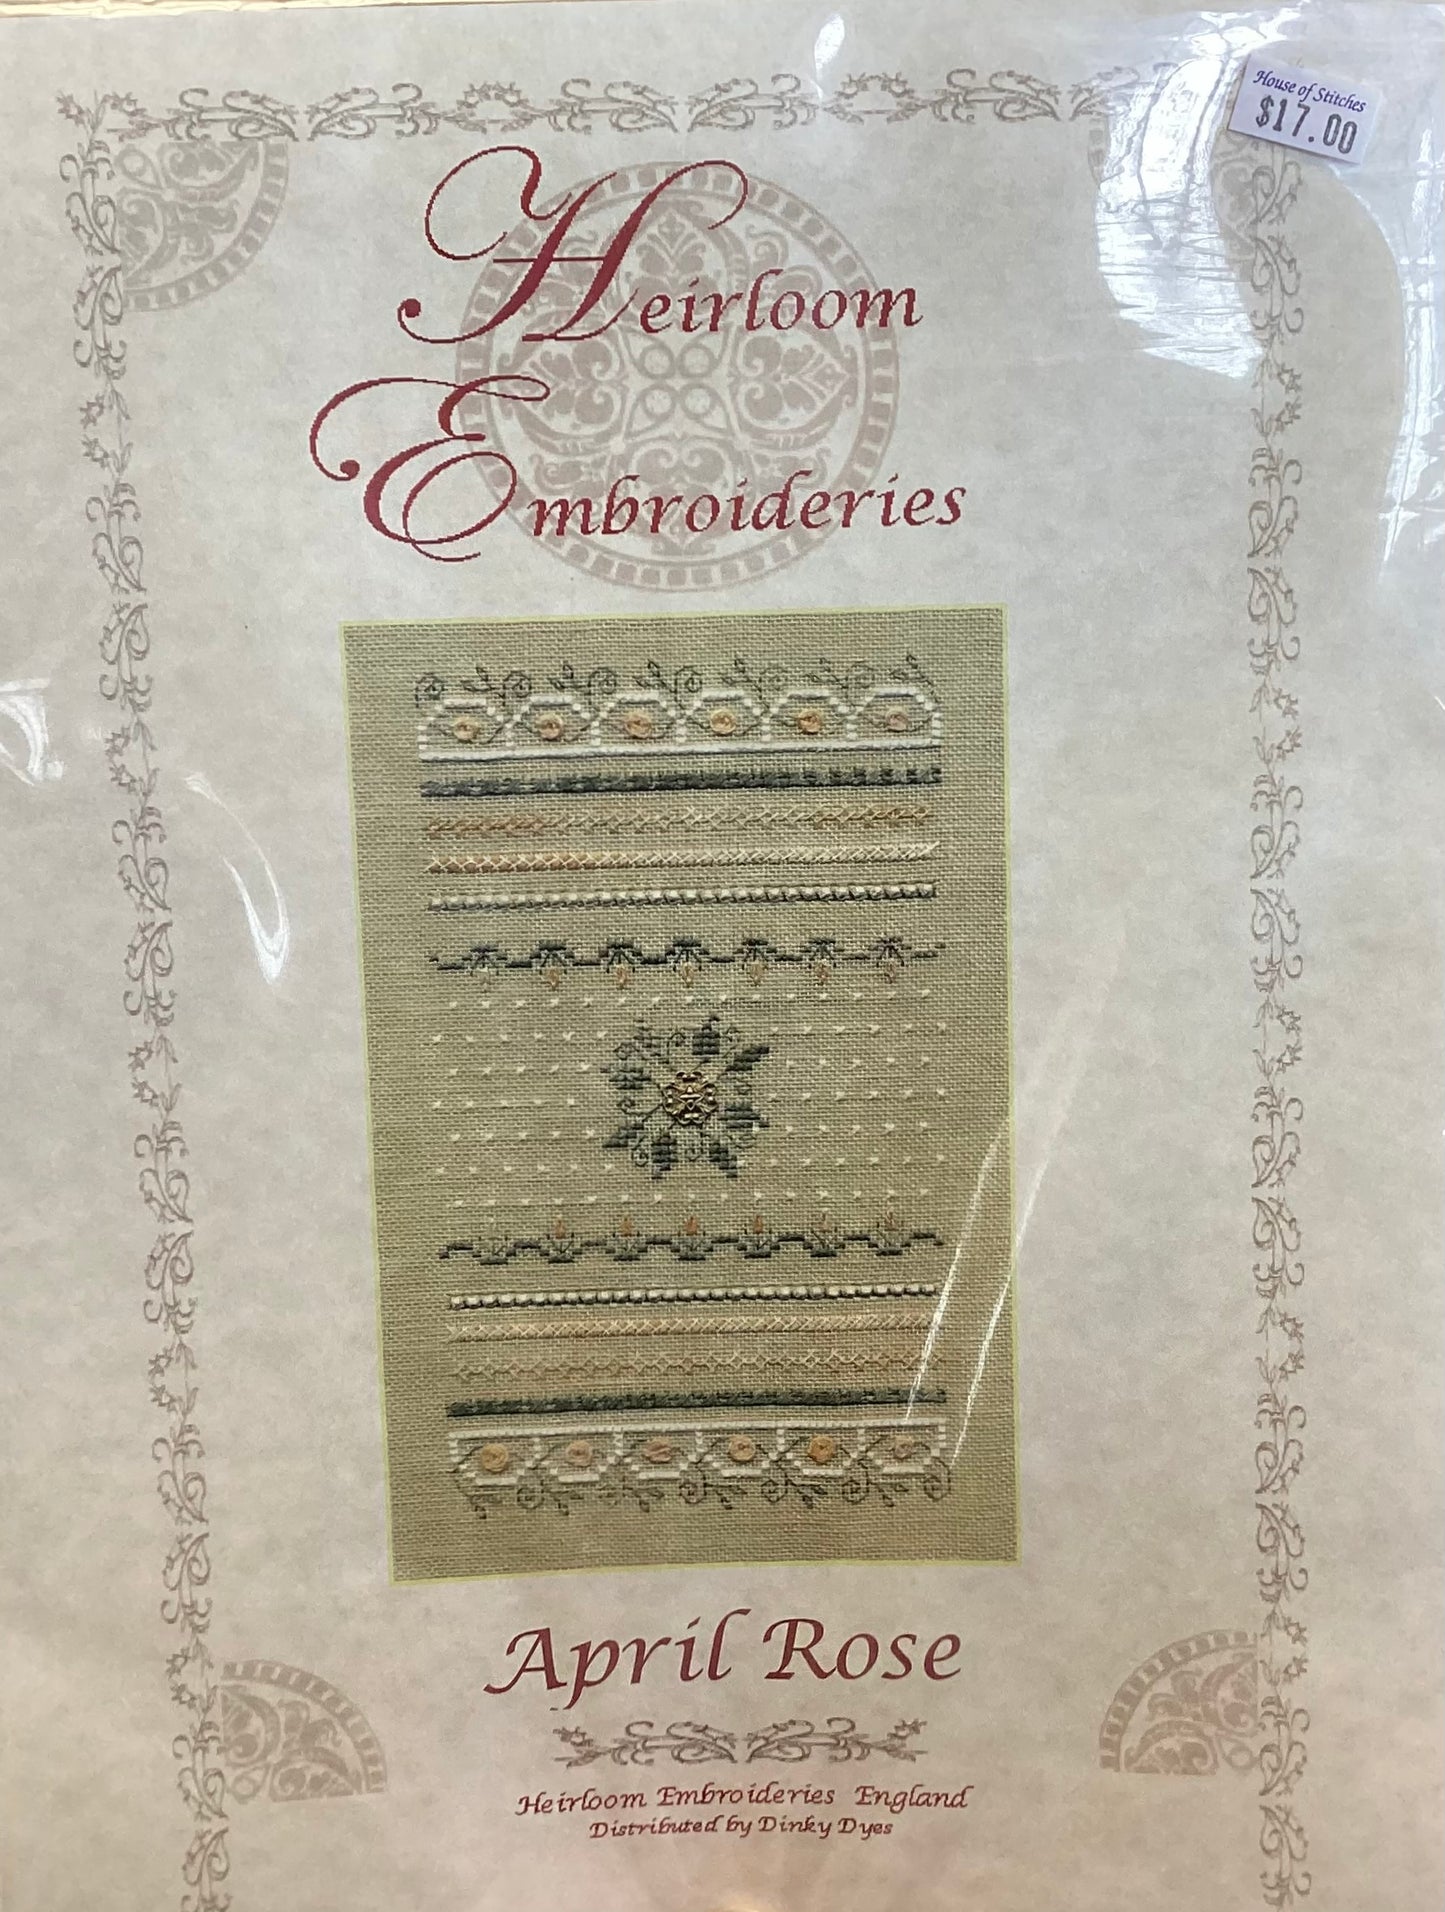 House of Stitches
$17.00
Heirloom
Embroideries
April Rose
Heirloom Embroideries England
Distributed by Dinky Dyes